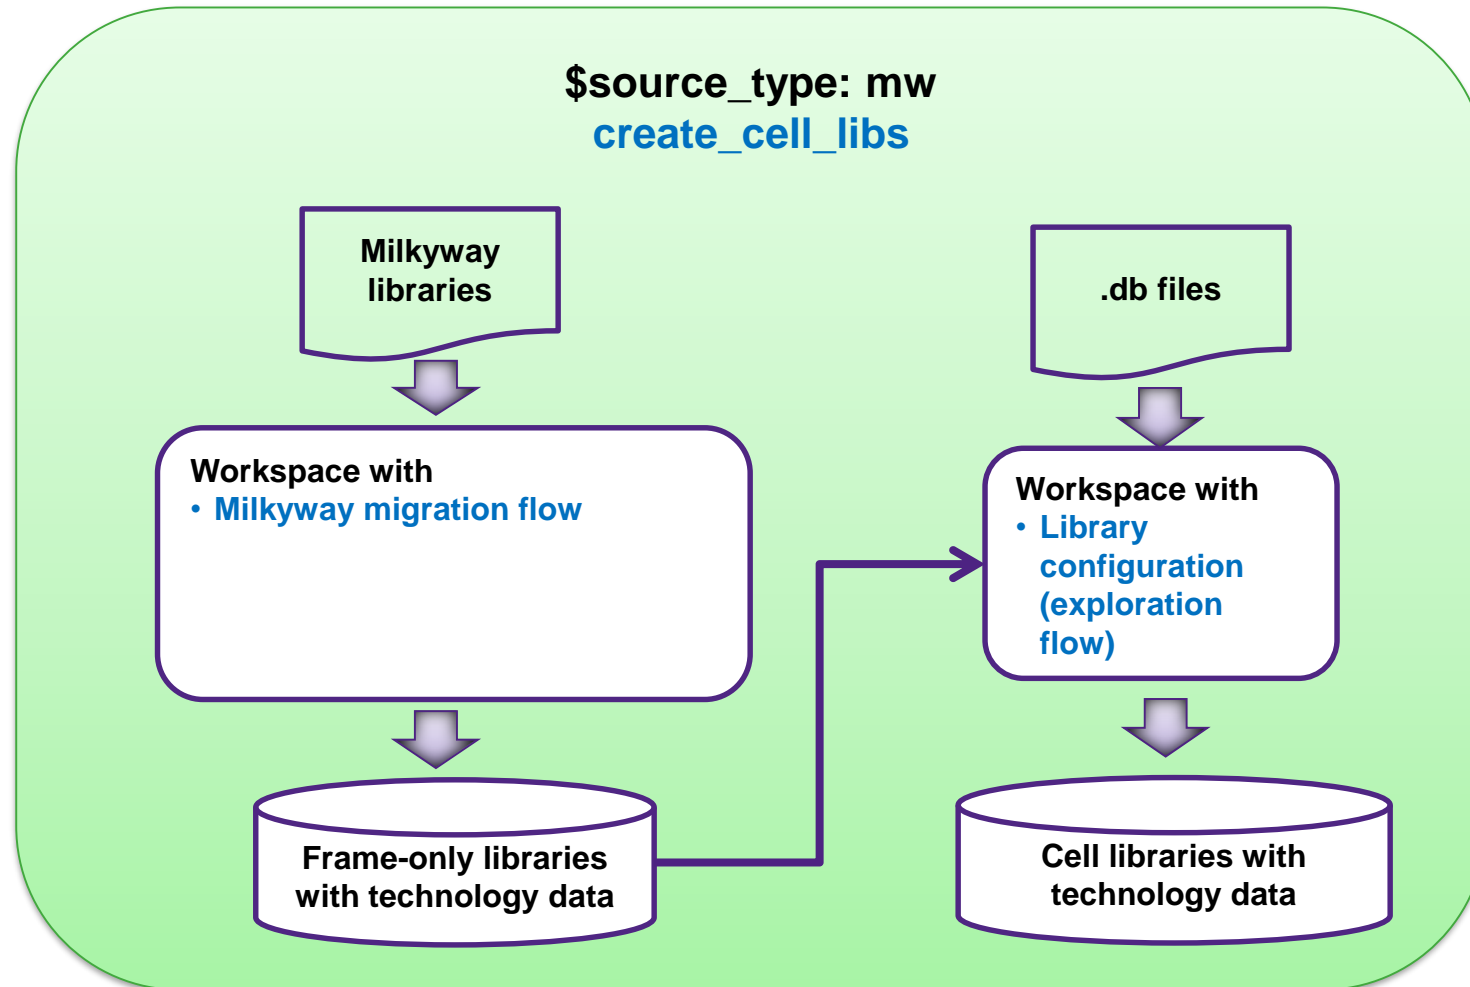 $source_type: mw
create_cell_libs
Milkyway
libraries
.db files
Workspace with
• Milkyway migration flow
Workspace with
• Library
configuration
(exploration
flow)
Frame-only libraries
with technology data
Cell libraries with
technology data